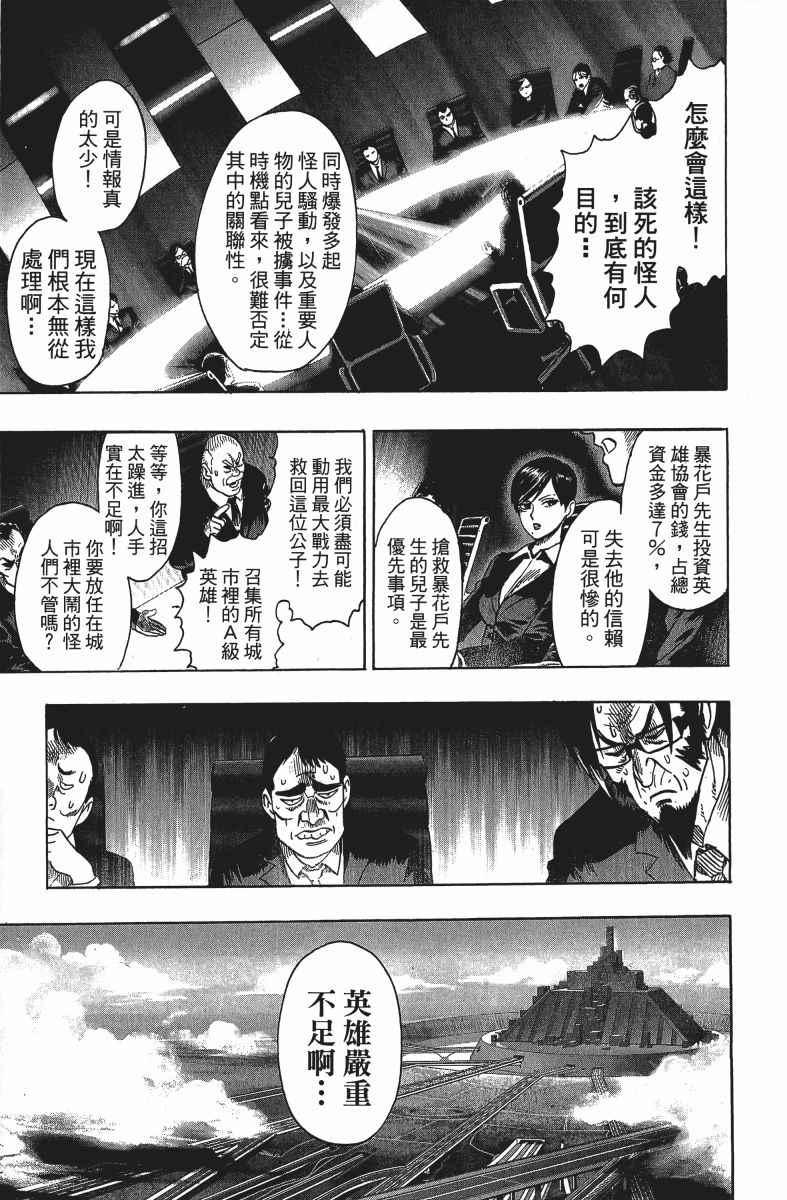 怎麼會這樣！
該死的怪人
，到底有何
目的…
同時爆發多起
怪人騷動，以及重要人
物的兒子被擄事件…從
時機點看來，很難否定
其中的關聯性。
可是情報真
的太少！
現在這樣我
們根本無從
處理啊…
暴花戶先生投資英
雄協會的錢，占總
資金多達7%，
失去他的信賴
可是很慘的。
搶救暴花戶先
生的兒子是最
優先事項。
我們必須盡可能
動用最大戰力去
救回這位公子！
召集所有城
市裡的A級
英雄！
等等，你這招
太躁進，人手
實在不足啊！
你要放任在城
市裡大鬧的怪
人們不管嗎？
英雄嚴重
不足啊…